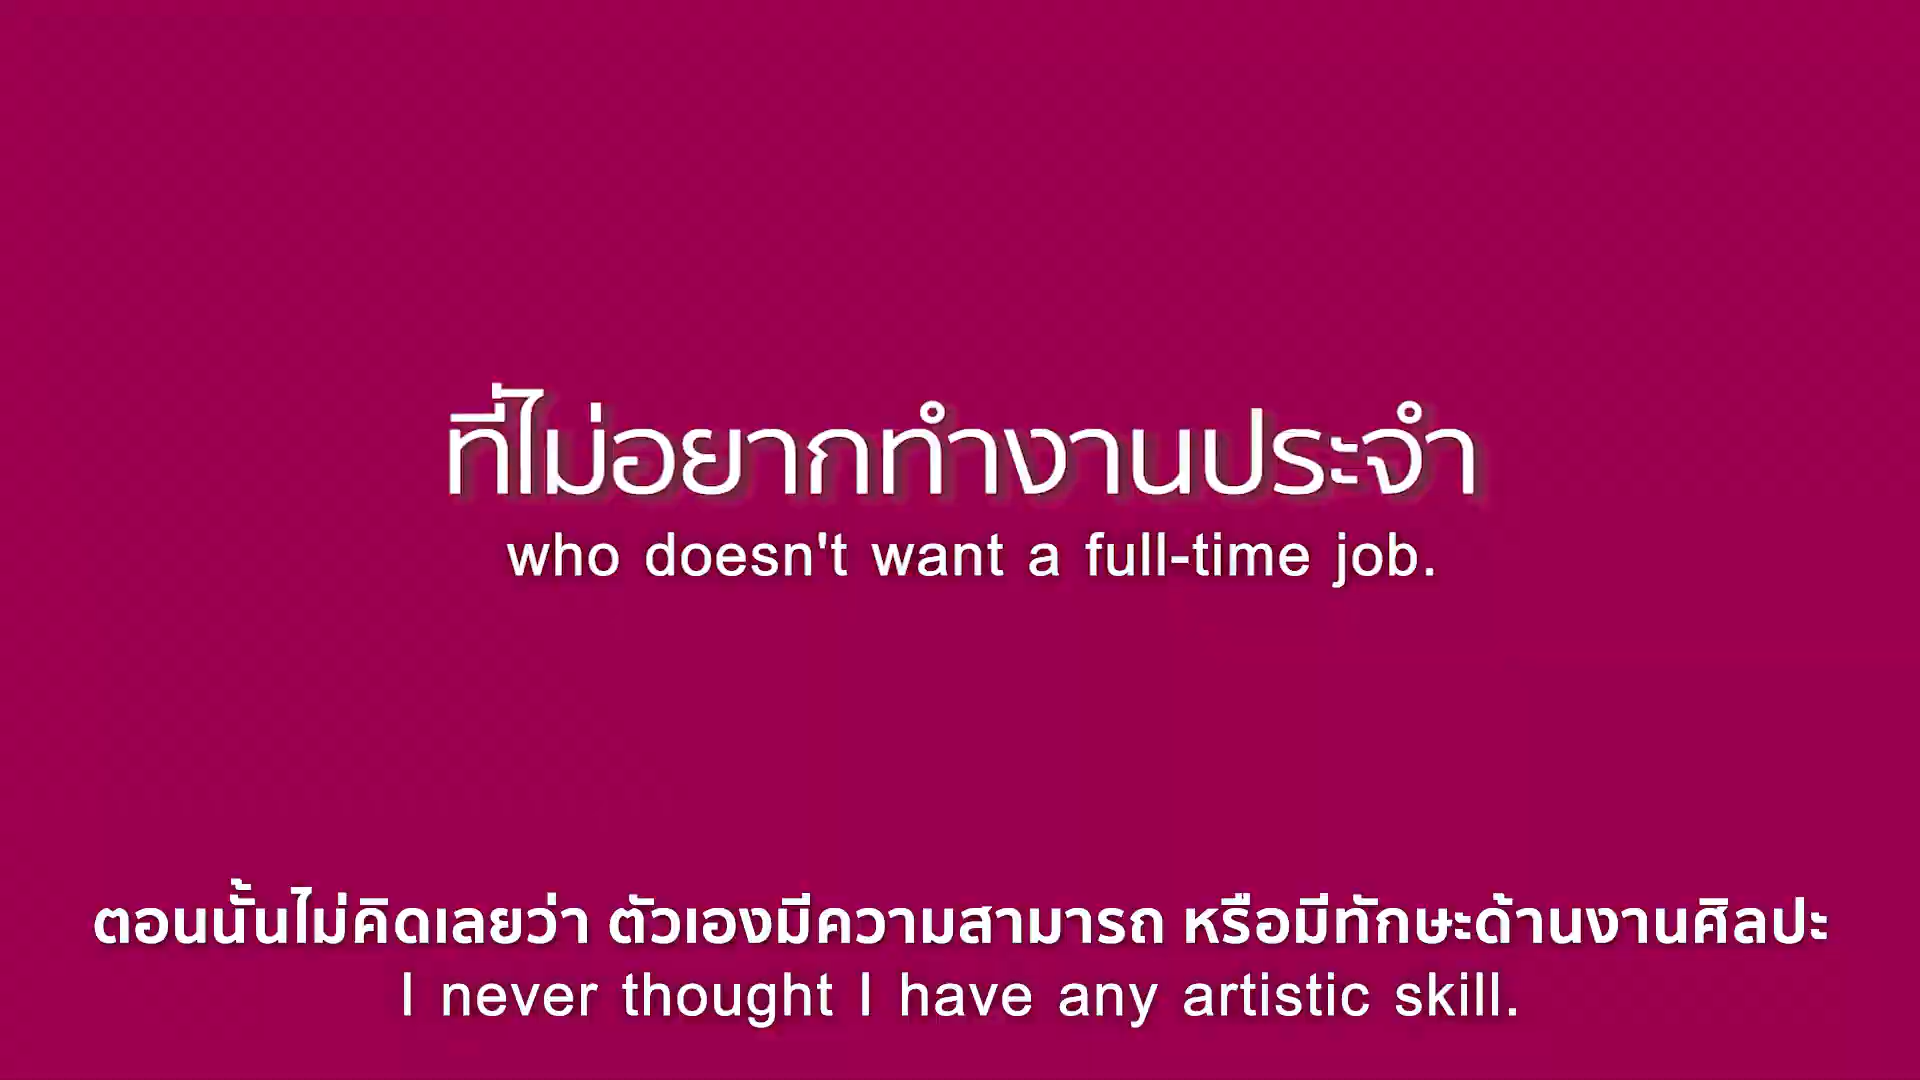 ที่ไม่อยากทำงานประจำ
who doesn't want a full-time job.
ตอนนั้นไม่คิดเลยว่า ตัวเองมีความสามารถ หรือมีทักษะด้านงานศิลปะ
I never thought I have any artistic skill.